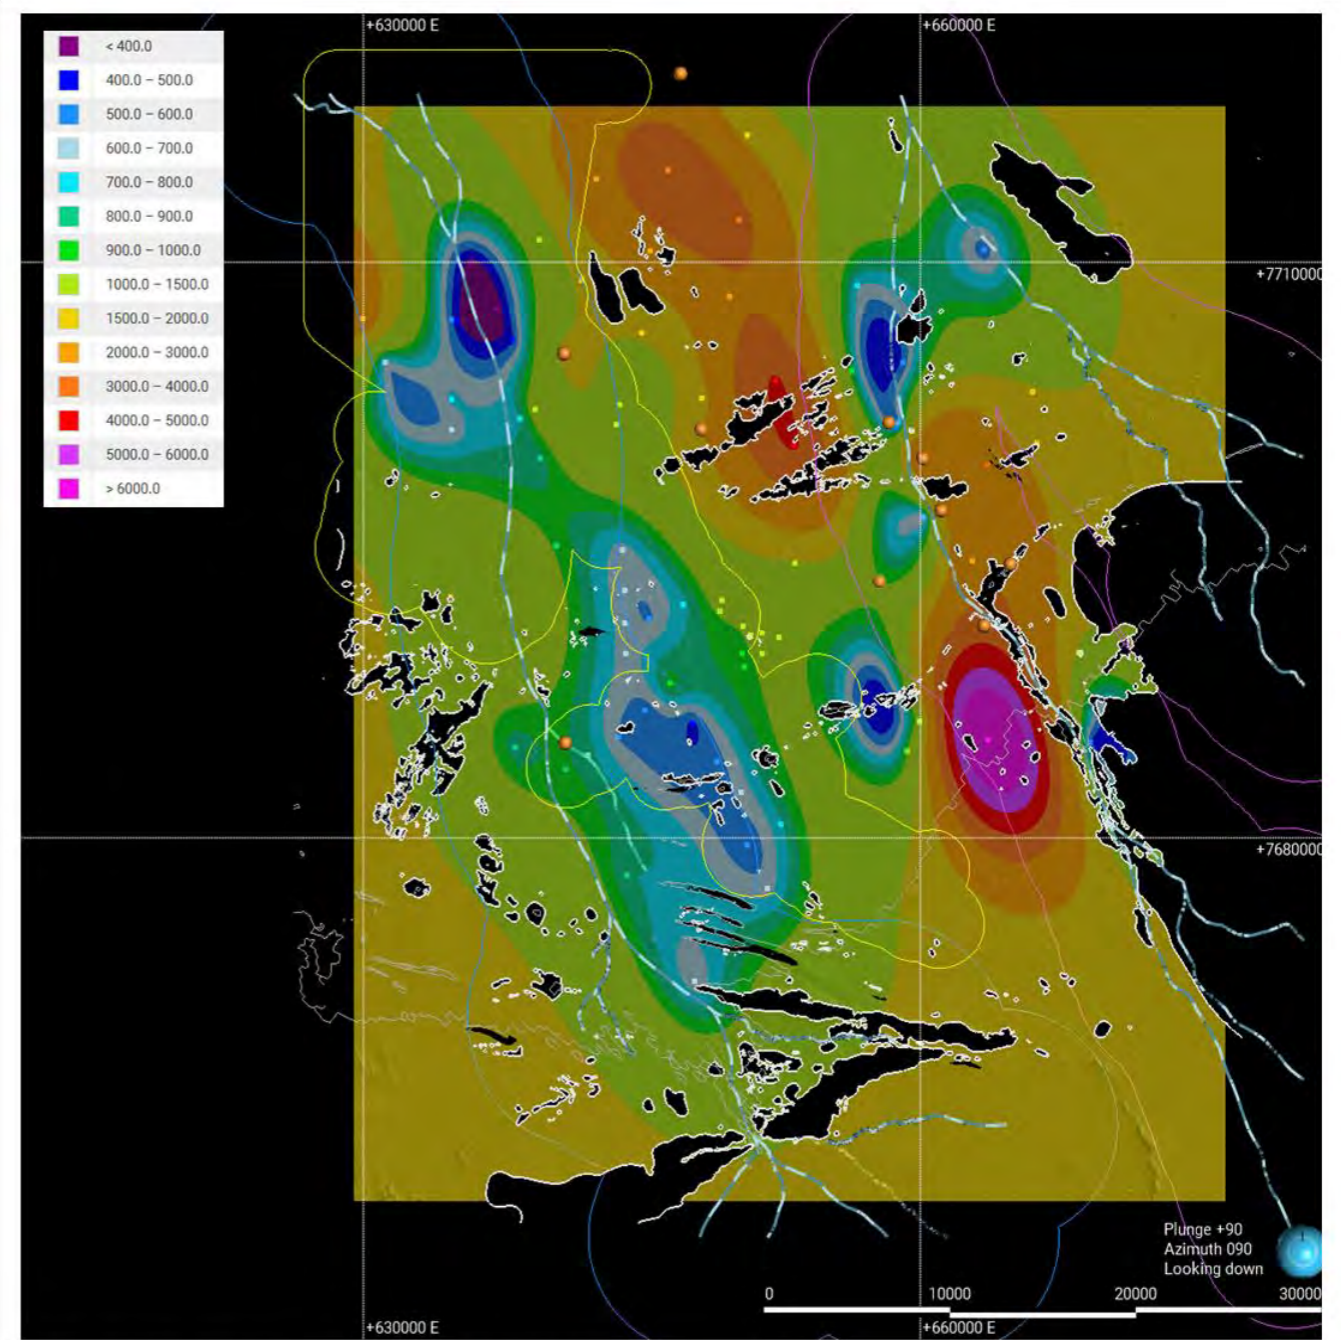 +630000 E
+660000 E
< 400.0
400.0 – 500.0
500.0 – 600.0
600.0 – 700.0
700.0 – 800.0
800.0 – 900.0
900.0 – 1000.0
1000.0 – 1500.0
1500.0 – 2000.0
2000.0 – 3000.0
3000.0 – 4000.0
4000.0 – 5000.0
5000.0 – 6000.0
> 6000.0
+7710000
+7680000
Plunge +90
Azimuth 090
Looking down
0 10000 20000 30000
+630000 E
+660000 E